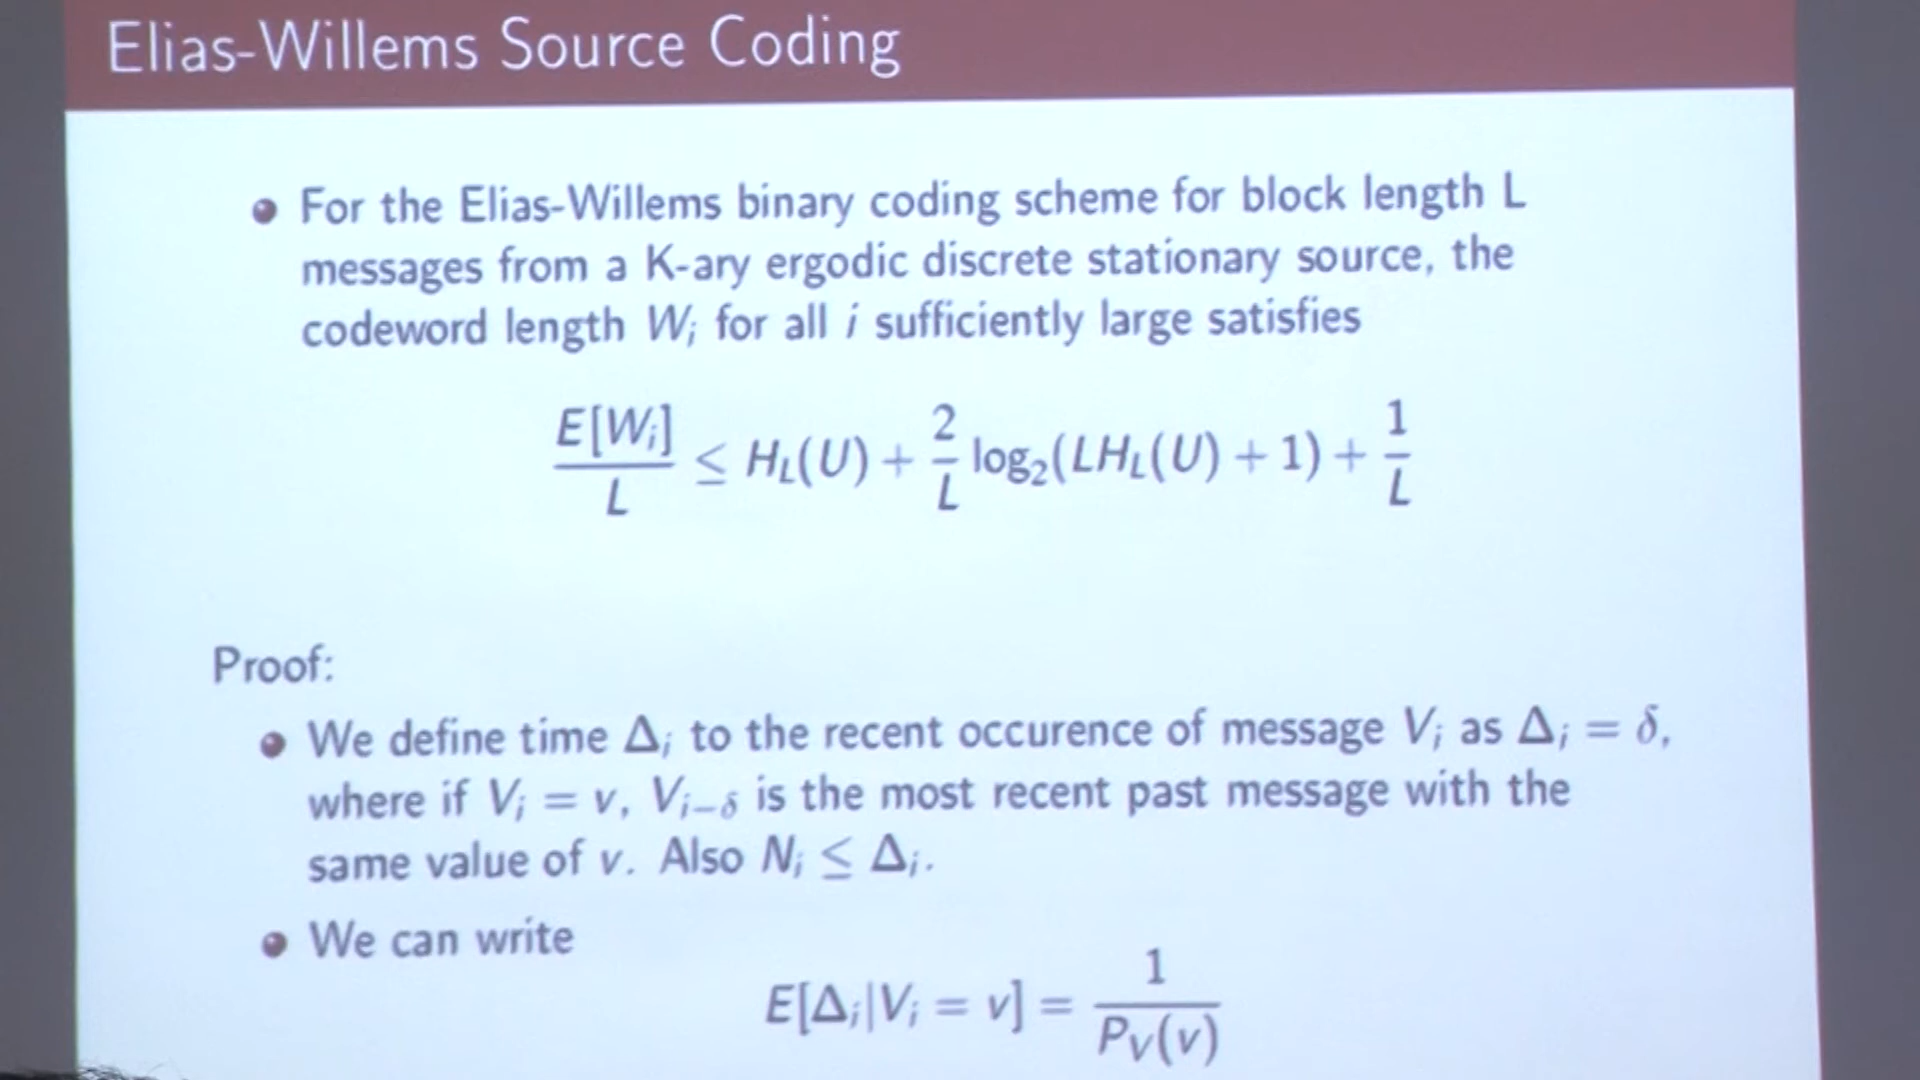 Elias-Willems Source Coding
For the Elias-Willems binary coding scheme for block length L
messages from a K-ary ergodic discrete stationary source, the
codeword length W_i for all i sufficiently large satisfies
E[W_i]/L ≤ H_L(U) + 2/L log_2(LH_L(U) + 1) + 1/L
Proof:
We define time Δ_i to the recent occurence of message V_i as Δ_i = δ,
where if V_i = v, V_{i−δ} is the most recent past message with the
same value of v. Also N_i ≤ Δ_i.
We can write
E[Δ_i|V_i = v] = 1/P_V(v)